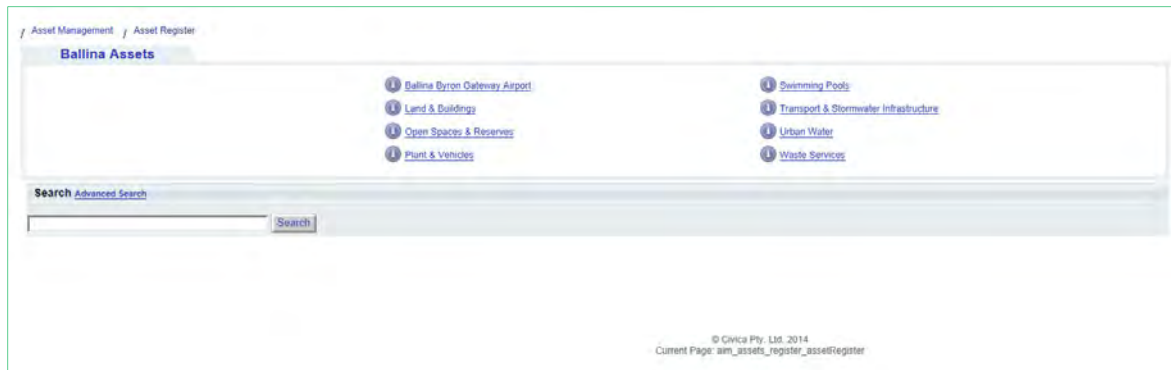 / Asset Management / Asset Register
Ballina Assets
Ballina Byron Gateway Airport
Land & Buildings
Open Spaces & Reserves
Plant & Vehicles
Swimming Pools
Transport & Stormwater Infrastructure
Urban Water
Waste Services
Search Advanced Search
Search
© Civica Pty. Ltd. 2014
Current Page: aim_assets_register_assetRegister